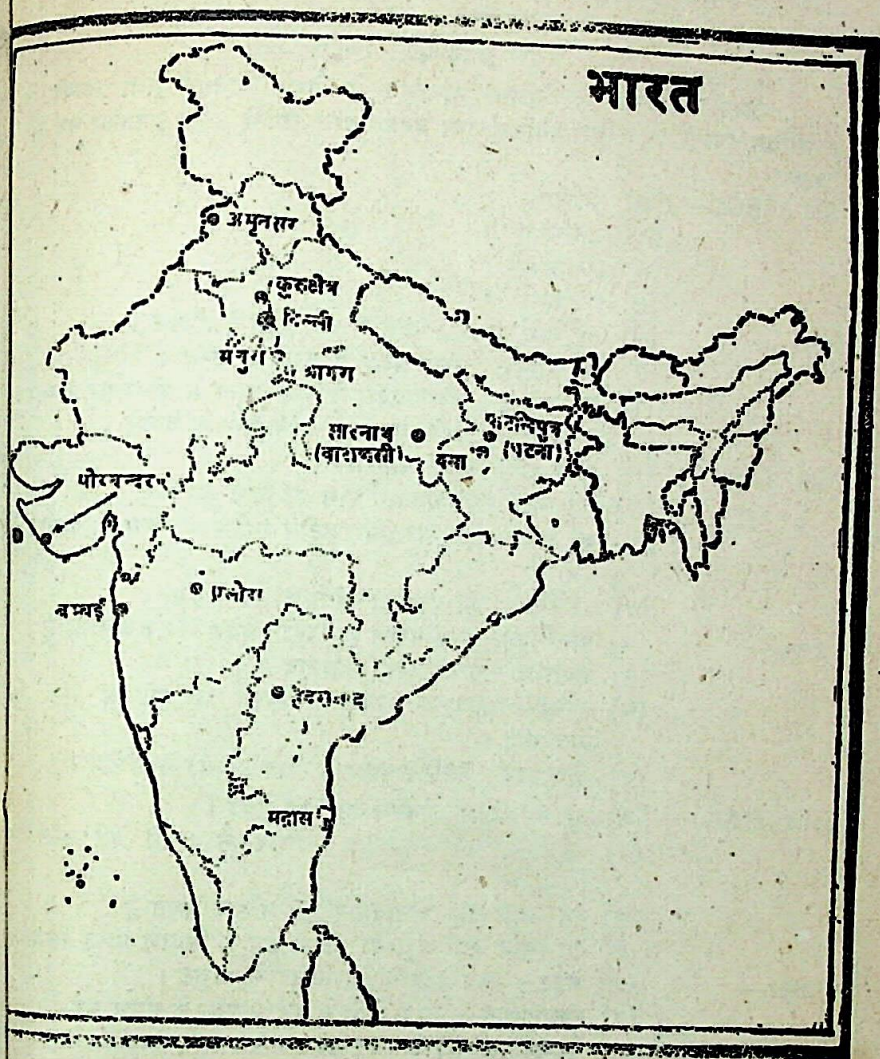 भारत
अमृतसर
कुरुक्षेत्र
दिल्ली
मथुरा
आगरा
सारनाथ
(वाराणसी)
पाटलिपुत्र
(पटना)
गया
पोरबन्दर
एलोरा
बम्बई
हैदराबाद
मद्रास